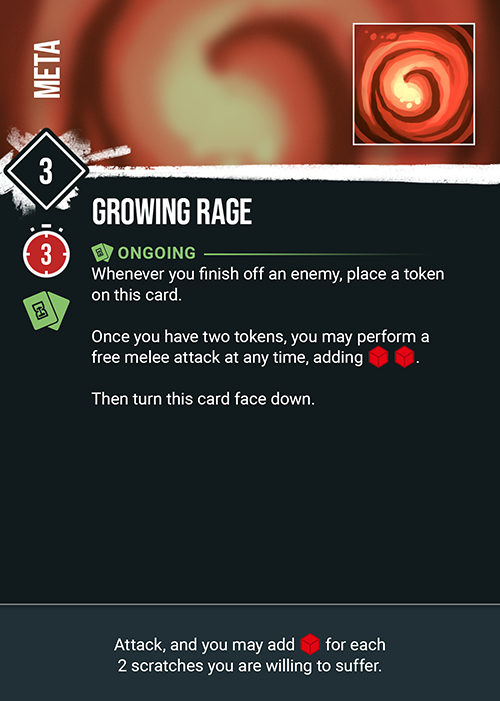 META
3
GROWING RAGE
3
ONGOING
Whenever you finish off an enemy, place a token
on this card.
Once you have two tokens, you may perform a
free melee attack at any time, adding .
Then turn this card face down.
Attack, and you may add for each
2 scratches you are willing to suffer.